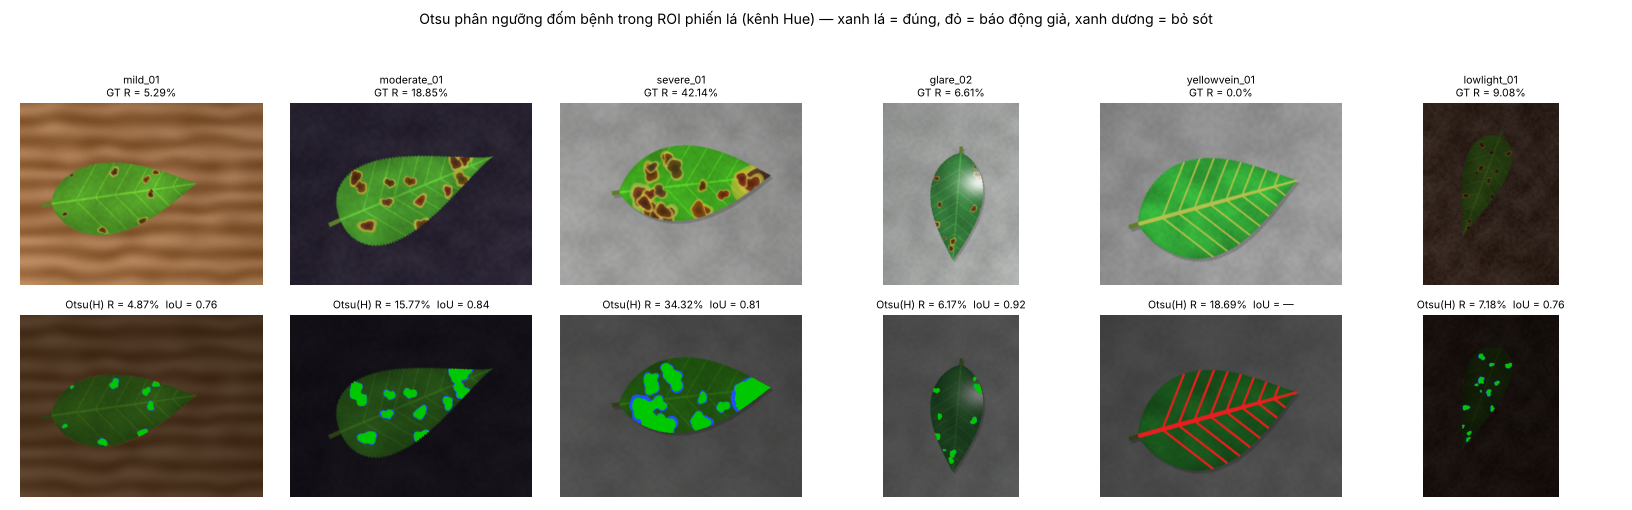 Otsu phân ngưỡng đốm bệnh trong ROI phiến lá (kênh Hue) — xanh lá = đúng, đỏ = báo động giả, xanh dương = bỏ sót
mild_01
GT R = 5.29%
moderate_01
GT R = 18.85%
severe_01
GT R = 42.14%
glare_02
GT R = 6.61%
yellowvein_01
GT R = 0.0%
lowlight_01
GT R = 9.08%
Otsu(H) R = 4.87% IoU = 0.76
Otsu(H) R = 15.77% IoU = 0.84
Otsu(H) R = 34.32% IoU = 0.81
Otsu(H) R = 6.17% IoU = 0.92
Otsu(H) R = 18.69% IoU = —
Otsu(H) R = 7.18% IoU = 0.76